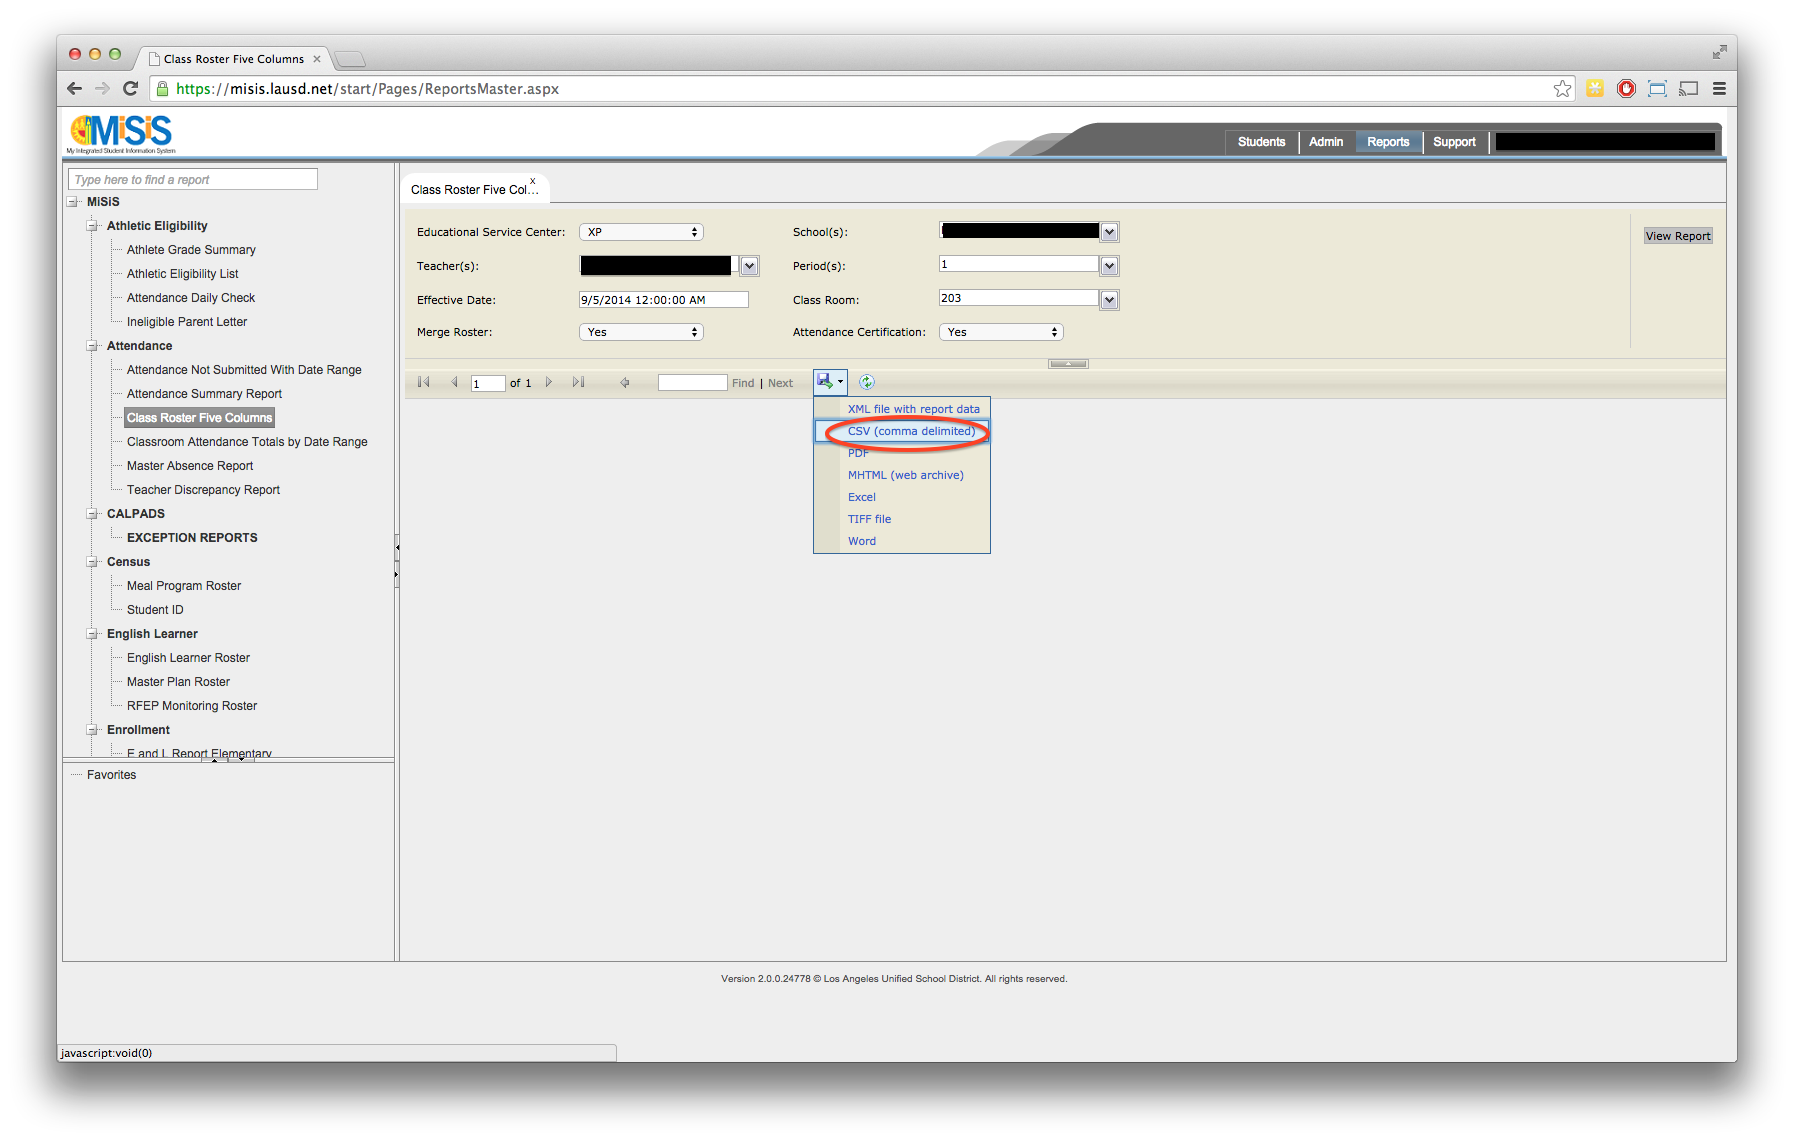 Class Roster Five Columns
https://misis.lausd.net/start/Pages/ReportsMaster.aspx
MiSiS
My Integrated Student Information System
Students Admin Reports Support
Type here to find a report
MiSiS
Athletic Eligibility
Athlete Grade Summary
Athletic Eligibility List
Attendance Daily Check
Ineligible Parent Letter
Attendance
Attendance Not Submitted With Date Range
Attendance Summary Report
Class Roster Five Columns
Classroom Attendance Totals by Date Range
Master Absence Report
Teacher Discrepancy Report
CALPADS
EXCEPTION REPORTS
Census
Meal Program Roster
Student ID
English Learner
English Learner Roster
Master Plan Roster
RFEP Monitoring Roster
Enrollment
E and L Report Elementary
Favorites
Class Roster Five Col... x
Educational Service Center: XP School(s):
View Report
Teacher(s): Period(s): 1
Effective Date: 9/5/2014 12:00:00 AM Class Room: 203
Merge Roster: Yes Attendance Certification: Yes
1 of 1 Find | Next
XML file with report data
CSV (comma delimited)
PDF
MHTML (web archive)
Excel
TIFF file
Word
Version 2.0.0.24778 © Los Angeles Unified School District. All rights reserved.
javascript:void(0)